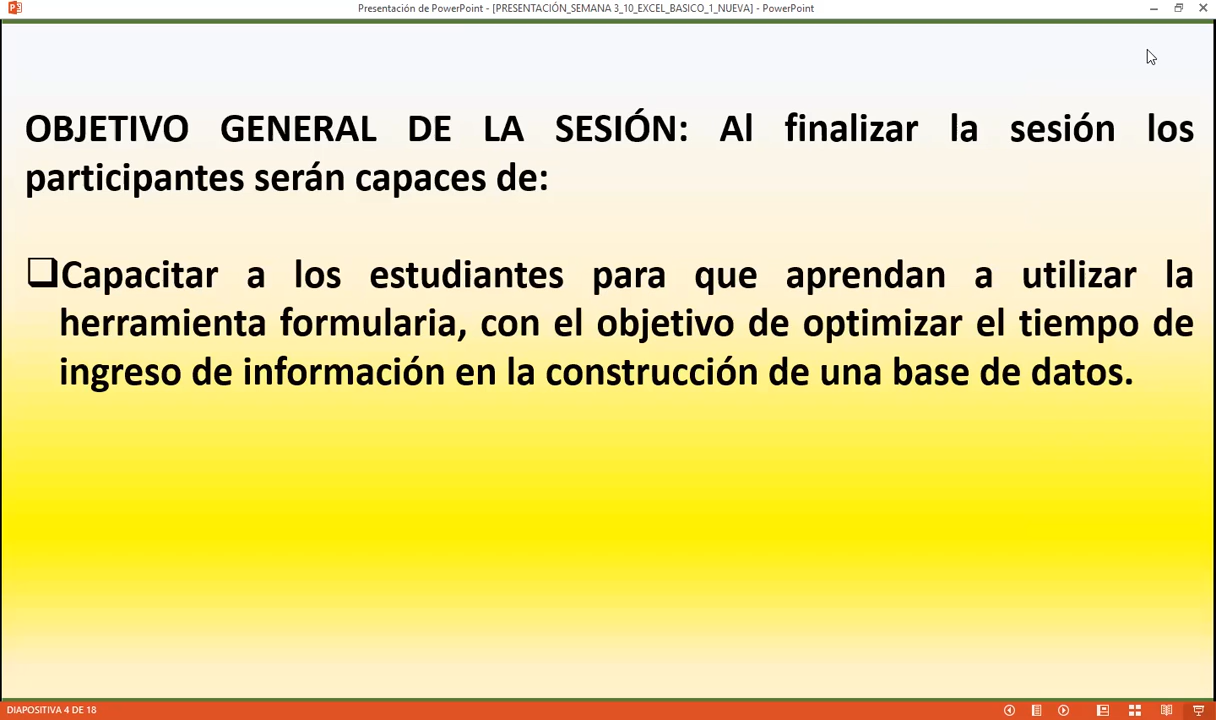 Presentación de PowerPoint - [PRESENTACIÓN_SEMANA 3_10_EXCEL_BASICO_1_NUEVA] - PowerPoint
OBJETIVO GENERAL DE LA SESIÓN: Al finalizar la sesión los
participantes serán capaces de:
❑Capacitar a los estudiantes para que aprendan a utilizar la
herramienta formularia, con el objetivo de optimizar el tiempo de
ingreso de información en la construcción de una base de datos.
DIAPOSITIVA 4 DE 18